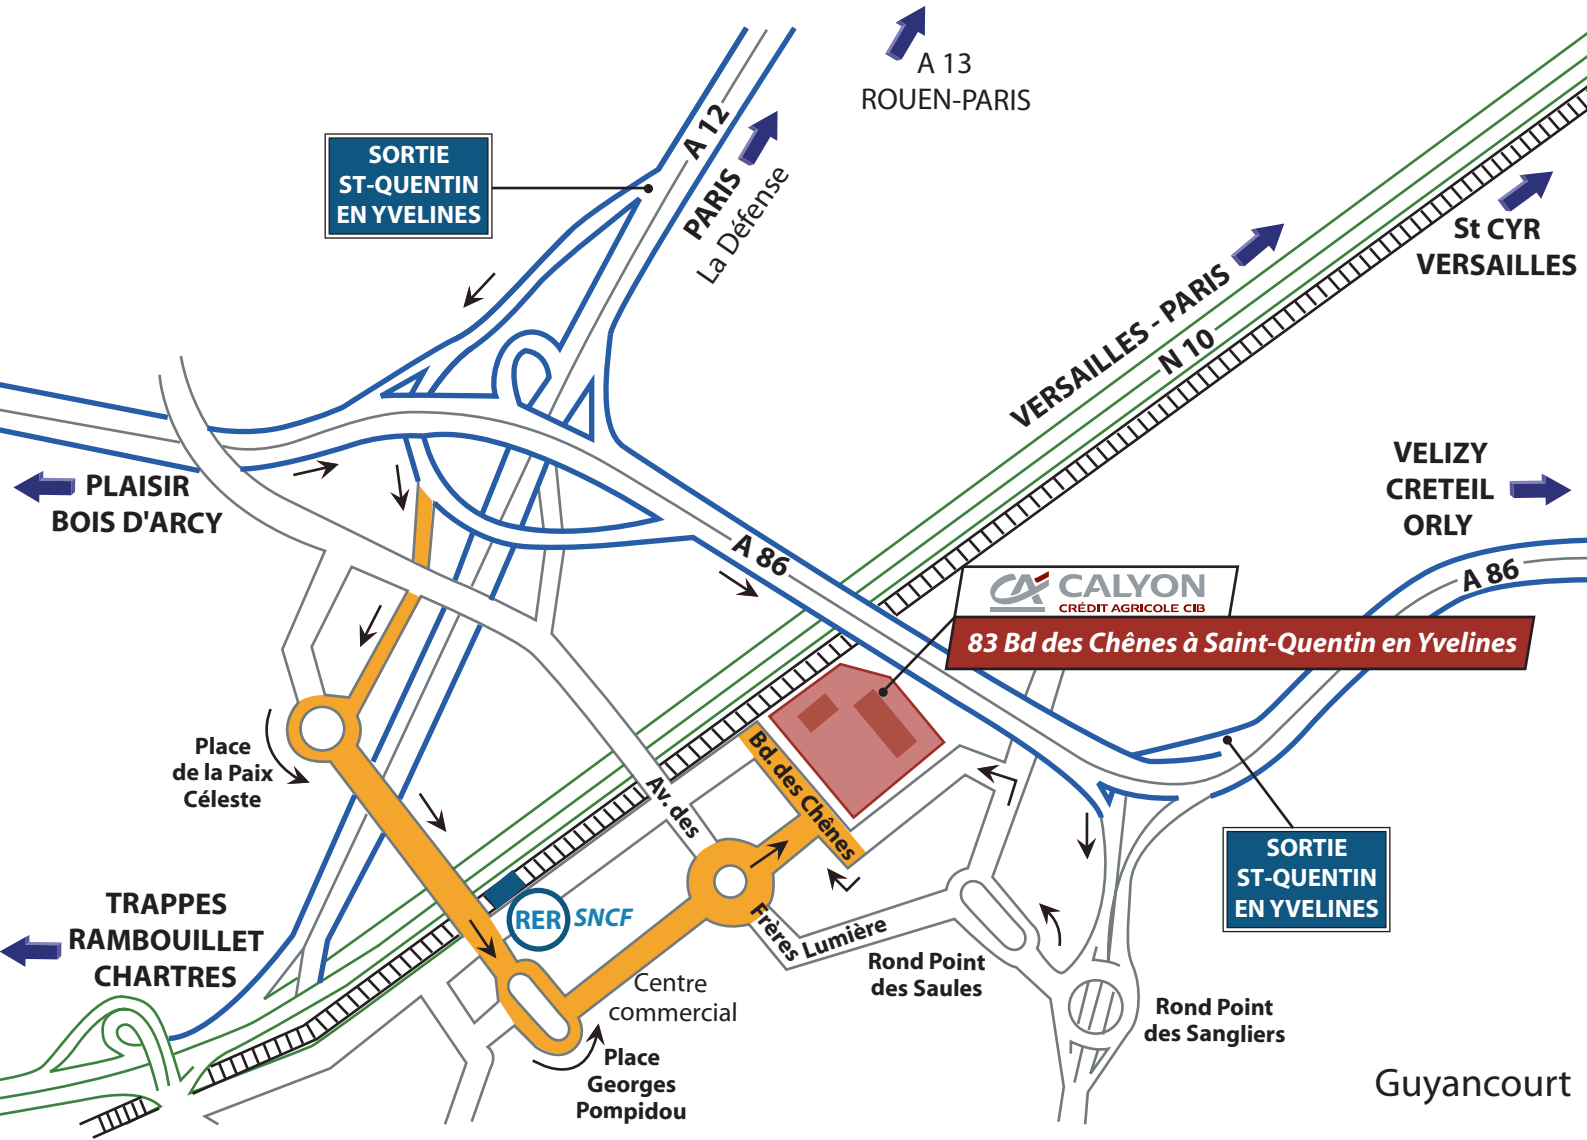 A 13
ROUEN-PARIS
A 12
SORTIE
ST-QUENTIN
EN YVELINES
PARIS
La Défense
St CYR
VERSAILLES
VERSAILLES - PARIS
N 10
PLAISIR
BOIS D'ARCY
VELIZY
CRETEIL
ORLY
A 86
A 86
CALYON
CRÉDIT AGRICOLE CIB
83 Bd des Chênes à Saint-Quentin en Yvelines
Place
de la Paix
Céleste
Bd. des Chênes
Av. des
Frères
Lumière
SORTIE
ST-QUENTIN
EN YVELINES
TRAPPES
RAMBOUILLET
CHARTRES
RER
SNCF
Centre
commercial
Rond Point
des Saules
Rond Point
des Sangliers
Place
Georges
Pompidou
Guyancourt